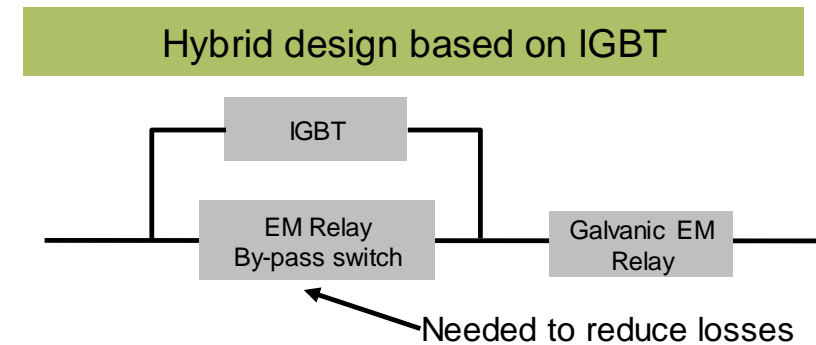 Hybrid design based on IGBT
IGBT
EM Relay
By-pass switch
Galvanic EM
Relay
Needed to reduce losses